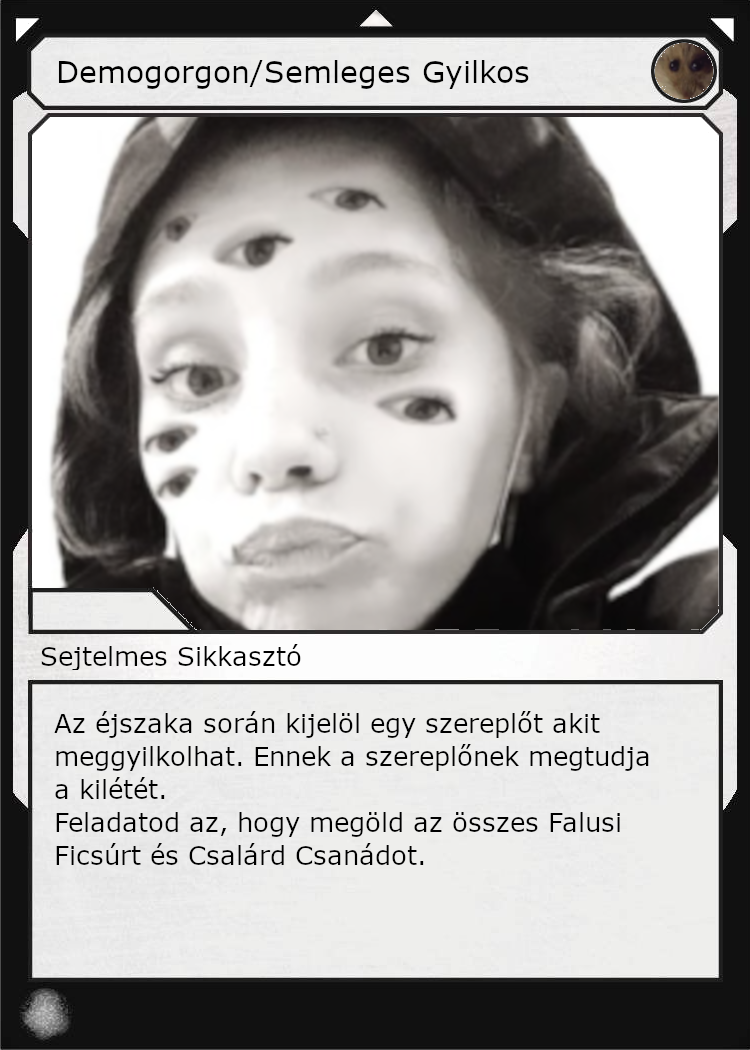 Demogorgon/Semleges Gyilkos
Sejtelmes Sikkasztó
Az éjszaka során kijelöl egy szereplőt akit
meggyilkolhat. Ennek a szereplőnek megtudja
a kilétét.
Feladatod az, hogy megöld az összes Falusi
Ficsúrt és Csalárd Csanádot.